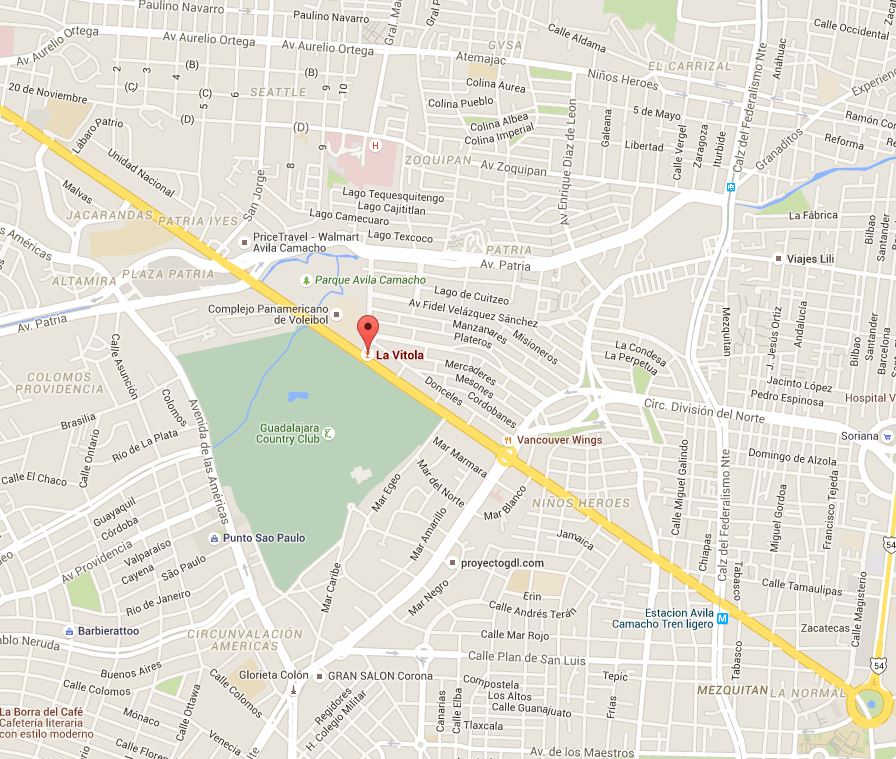 Paulino Navarro
Paulino Navarro
Gral. Ma
Calle Aldama
Calle Occidental
Av Aurelio Ortega
Av Aurelio Ortega
Av Aurelio Ortega
GVSA
Atemajac
Anáhuac
EL CARRIZAL
Niños Heroes
Calz del Federalismo Nte
Experien
2
3
4
(B)
(B)
(C)
(C)
5
6
(D)
(D)
8
9
9
10
SEATTLE
20 de Noviembre
Colina Aurea
Colina Pueblo
Colina Albea
Colina Imperial
5 de Mayo
Ramón Cor
Reforma
Lábaro Patrio
Unidad Nacional
H
Galeana
Libertad
Calle Vergel
Zaragoza
Iturbide
Granaditos
ZOQUIPAN
Av Zoquipan
Av Enrique Díaz de León
Malvas
San Jorge
Lago Tequesquitengo
Lago Cajititlan
Lago Camecuaro
Lago Texcoco
JACARANDAS
PATRIA IYES
La Fábrica
Bilbao
Santander
s Américas
PriceTravel - Walmart
Avila Camacho
PATRIA
Av. Patria
Viajes Lili
ALTAMIRA
PLAZA PATRIA
Parque Avila Camacho
Lago de Cuitzeo
Av Fidel Velázquez Sánchez
Av. Patria
Complejo Panamericano
de Voleibol
Manzanares
Plateros
Misioneros
Mezquitan
J. Jesús Ortiz
Andalucía
Bilbao
Santander
Barcelona
La Vitola
La Condesa
La Perpetua
Calle Asunción
COLOMOS
PROVIDENCIA
Colomos
Mercaderes
Mesones
Cordobanes
Donceles
Jacinto López
Pedro Espinosa
Hospital V
Circ. División del Norte
Brasilia
Avenida de las Américas
Calle Ontario
Río de La Plata
Guadalajara
Country Club
Vancouver Wings
Soriana
Mar Marmara
Domingo de Alzola
Calle El Chaco
Mar Egeo
Mar del Norte
Mar Blanco
NIÑOS HEROES
Calle Miguel Galindo
Calz del Federalismo Nte
Miguel Gordoa
Francisco Tejeda
Guayaquil
Córdoba
Mar Amarillo
Jamaica
Punto Sao Paulo
Valparaíso
Cayena
Av Providencia
São Paulo
Chiapas
54
proyectogdl.com
Mar Caribe
Mar Negro
Tabasco
Calle Tamaulipas
Calle Magisterio
Río de Janeiro
Erin
Calle Andrés Terán
Estacion Avila
Camacho Tren ligero
M
Barbierattoo
CIRCUNVALACIÓN
AMERICAS
Calle Mar Rojo
Zacatecas
ablo Neruda
Calle Plan de San Luis
Tabasco
54
Buenos Aires
Calle Colomos
Calle Colomos
Glorieta Colón
GRAN SALON Corona
Compostela
Los Altos
Calle Guanajuato
Tlaxcala
Tepic
Frías
MEZQUITAN
LA NORMAL
La Borra del Café
Cafetería literaria
con estilo moderno
Mónaco
Calle Ottawa
Venecia
Calle Floren
Regidores
H. Colegio Militar
Canarias
Calle Elba
Av. de los Maestros